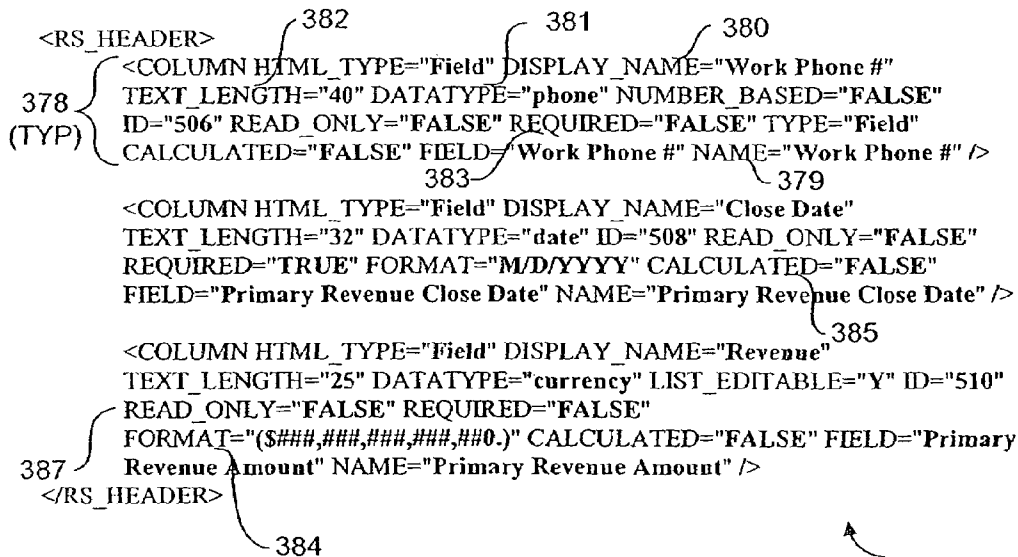 382 381 380
<RS_HEADER>
<COLUMN HTML_TYPE="Field" DISPLAY_NAME="Work Phone #"
378 TEXT_LENGTH="40" DATATYPE="phone" NUMBER_BASED="FALSE"
(TYP) ID="506" READ_ONLY="FALSE" REQUIRED="FALSE" TYPE="Field"
CALCULATED="FALSE" FIELD="Work Phone #" NAME="Work Phone #" />
383 379
<COLUMN HTML_TYPE="Field" DISPLAY_NAME="Close Date"
TEXT_LENGTH="32" DATATYPE="date" ID="508" READ_ONLY="FALSE"
REQUIRED="TRUE" FORMAT="M/D/YYYY" CALCULATED="FALSE"
FIELD="Primary Revenue Close Date" NAME="Primary Revenue Close Date" />
385
<COLUMN HTML_TYPE="Field" DISPLAY_NAME="Revenue"
TEXT_LENGTH="25" DATATYPE="currency" LIST_EDITABLE="Y" ID="510"
READ_ONLY="FALSE" REQUIRED="FALSE"
FORMAT="($###,###,###,###,##0.)" CALCULATED="FALSE" FIELD="Primary
387 Revenue Amount" NAME="Primary Revenue Amount" />
</RS_HEADER>
384